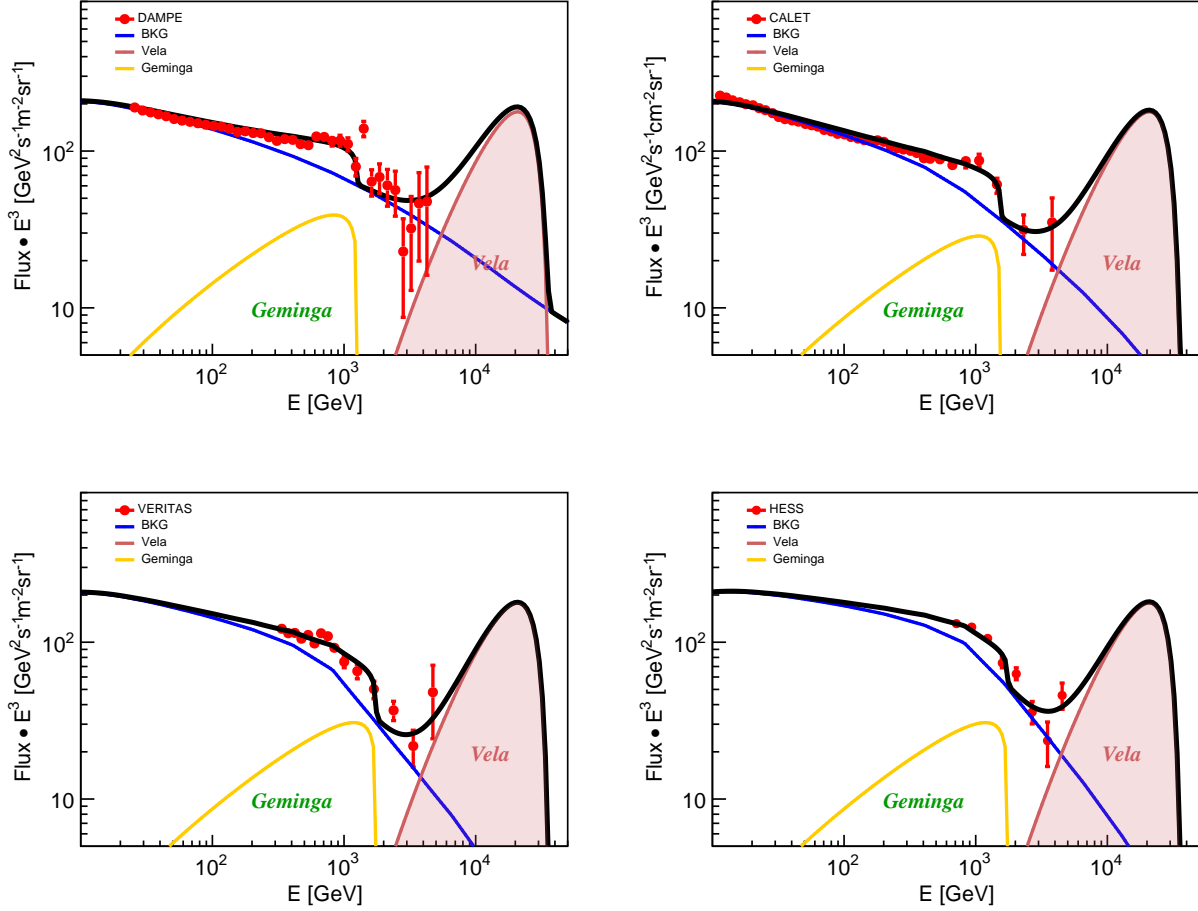 DAMPE
BKG
Vela
Geminga
10²
10
Flux • E³ [GeV²s⁻¹m⁻²sr⁻¹]
Geminga
Vela
10² 10³ 10⁴
E [GeV]
CALET
BKG
Vela
Geminga
10²
10
Flux • E³ [GeV²s⁻¹cm⁻²sr⁻¹]
Geminga
Vela
10² 10³ 10⁴
E [GeV]
VERITAS
BKG
Vela
Geminga
10²
10
Flux • E³ [GeV²s⁻¹m⁻²sr⁻¹]
Geminga
Vela
10² 10³ 10⁴
E [GeV]
HESS
BKG
Vela
Geminga
10²
10
Flux • E³ [GeV²s⁻¹m⁻²sr⁻¹]
Geminga
Vela
10² 10³ 10⁴
E [GeV]